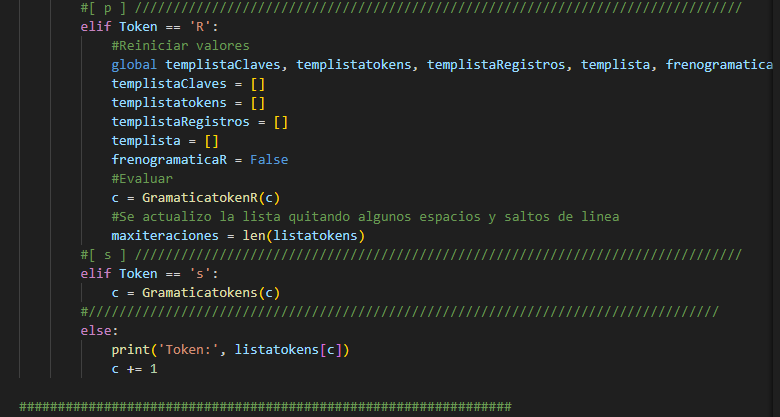 #[ p ] ///////////////////////////////////////////////////////////////////////////////
elif Token == 'R':
#Reiniciar valores
global templistaClaves, templistatokens, templistaRegistros, templista, frenogramatica
templistaClaves = []
templistatokens = []
templistaRegistros = []
templista = []
frenogramaticaR = False
#Evaluar
c = GramaticatokenR(c)
#Se actualizo la lista quitando algunos espacios y saltos de linea
maxiteraciones = len(listatokens)
#[ s ] ///////////////////////////////////////////////////////////////////////////////
elif Token == 's':
c = Gramaticatokens(c)
#//////////////////////////////////////////////////////////////////////////////////
else:
print('Token:', listatokens[c])
c += 1
################################################################